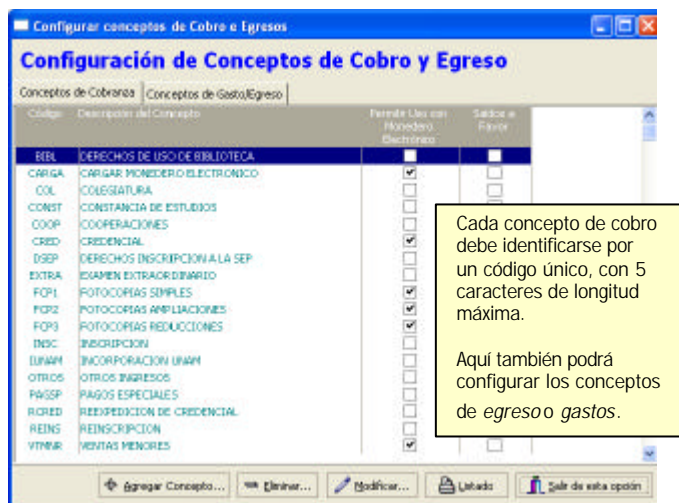 Configurar conceptos de Cobro e Egresos
Configuración de Conceptos de Cobro y Egreso
Conceptos de Cobranza Conceptos de Gasto/Egreso
Código Descripción del Concepto Permite Uso con Monedero Electrónico Saldos a Favor
BIBL DERECHOS DE USO DE BIBLIOTECA
CARGA CARGAR MONEDERO ELECTRONICO
COL COLEGIATURA
CONST CONSTANCIA DE ESTUDIOS
COOP COOPERACIONES
CRED CREDENCIAL
DSEP DERECHOS INSCRIPCION A LA SEP
EXTRA EXAMEN EXTRAORDINARIO
FCP1 FOTOCOPIAS SIMPLES
FCP2 FOTOCOPIAS AMPLIACIONES
FCP3 FOTOCOPIAS REDUCCIONES
INSC INSCRIPCION
IUNAM INCORPORACION UNAM
OTROS OTROS INGRESOS
PAGSP PAGOS ESPECIALES
RCRED REEXPEDICION DE CREDENCIAL
REINS REINSCRIPCION
VTMNR VENTAS MENORES
Cada concepto de cobro
debe identificarse por
un código único, con 5
caracteres de longitud
máxima.
Aquí también podrá
configurar los conceptos
de egreso o gastos.
Agregar Concepto... Eliminar... Modificar... Listado Salir de esta opción